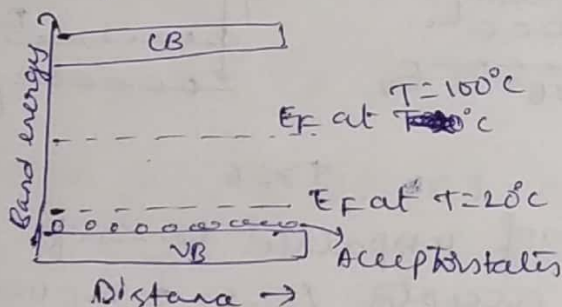 CB
T=100°C
EF at °C
Band energy
EF at T=20°C
VB
Acceptor states
Distance →